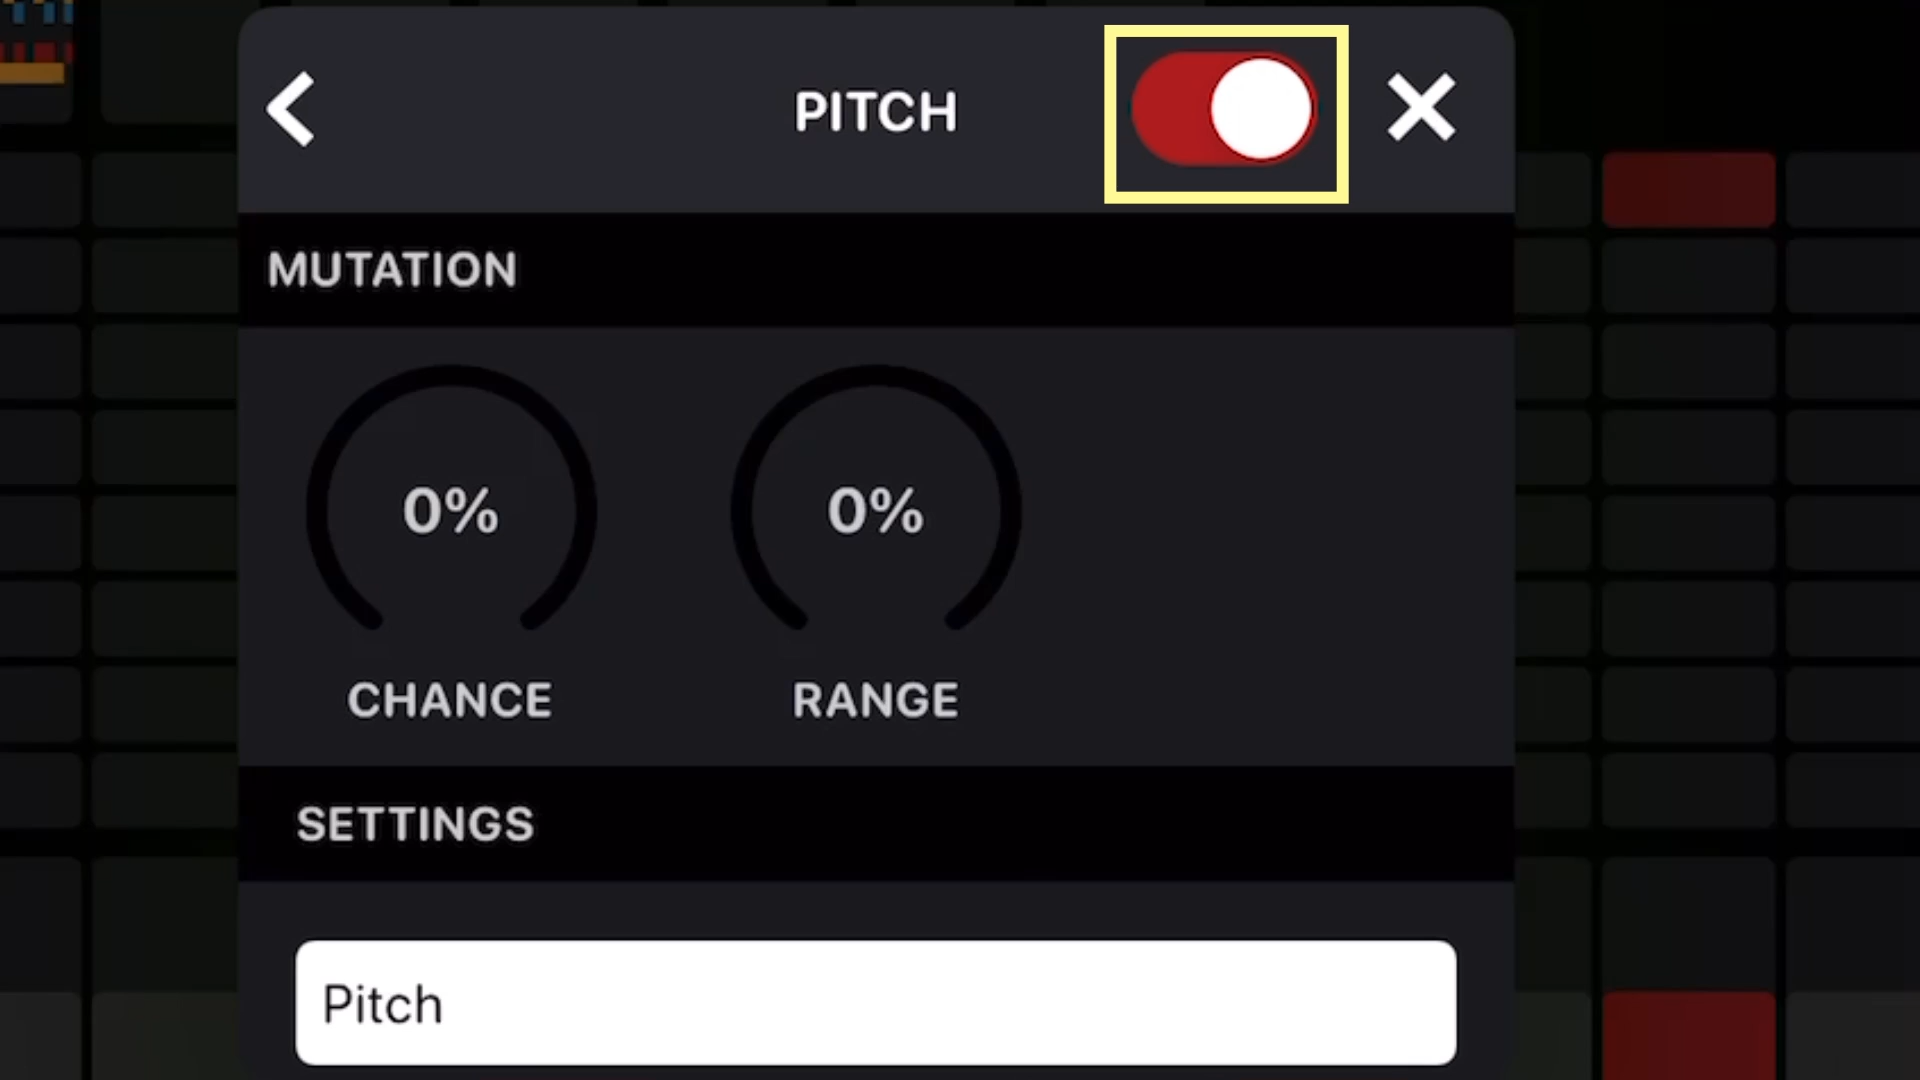 PITCH
MUTATION
0%
0%
CHANCE
RANGE
SETTINGS
Pitch